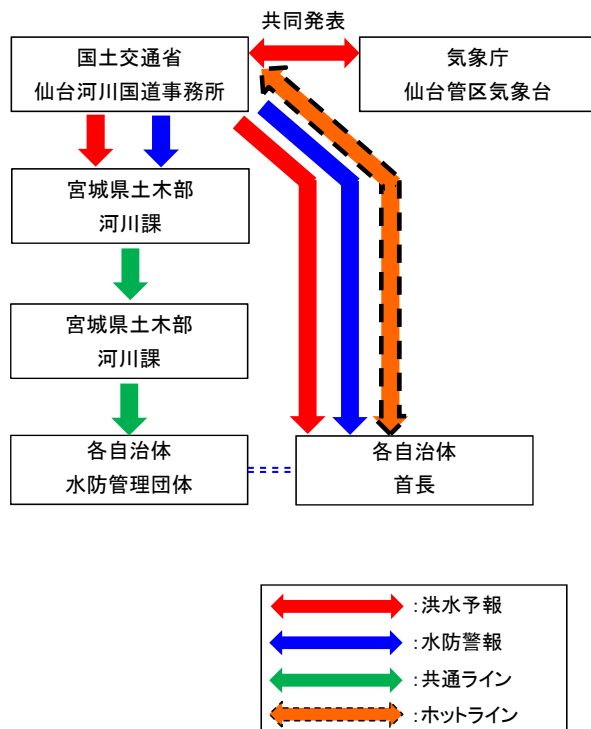 共同発表
国土交通省
仙台河川国道事務所
気象庁
仙台管区気象台
宮城県土木部
河川課
宮城県土木部
河川課
各自治体
水防管理団体
各自治体
首長
:洪水予報
:水防警報
:共通ライン
:ホットライン